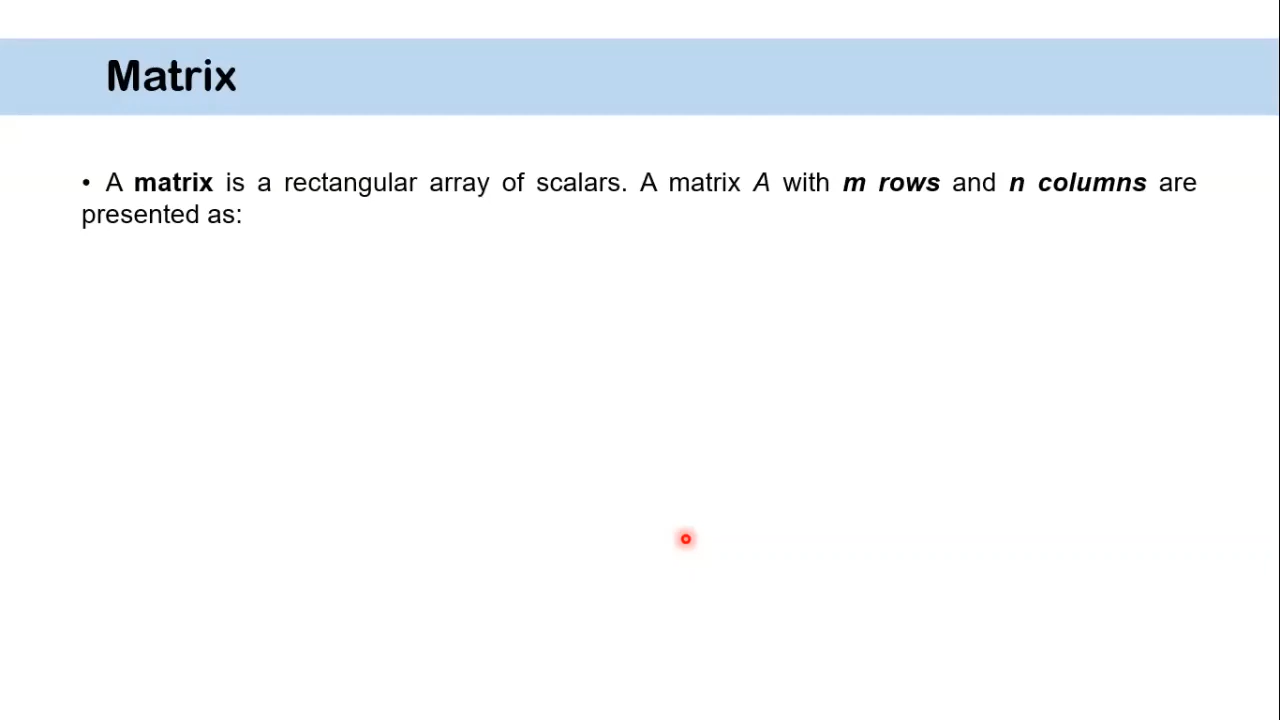 Matrix
• A matrix is a rectangular array of scalars. A matrix A with m rows and n columns are
presented as: